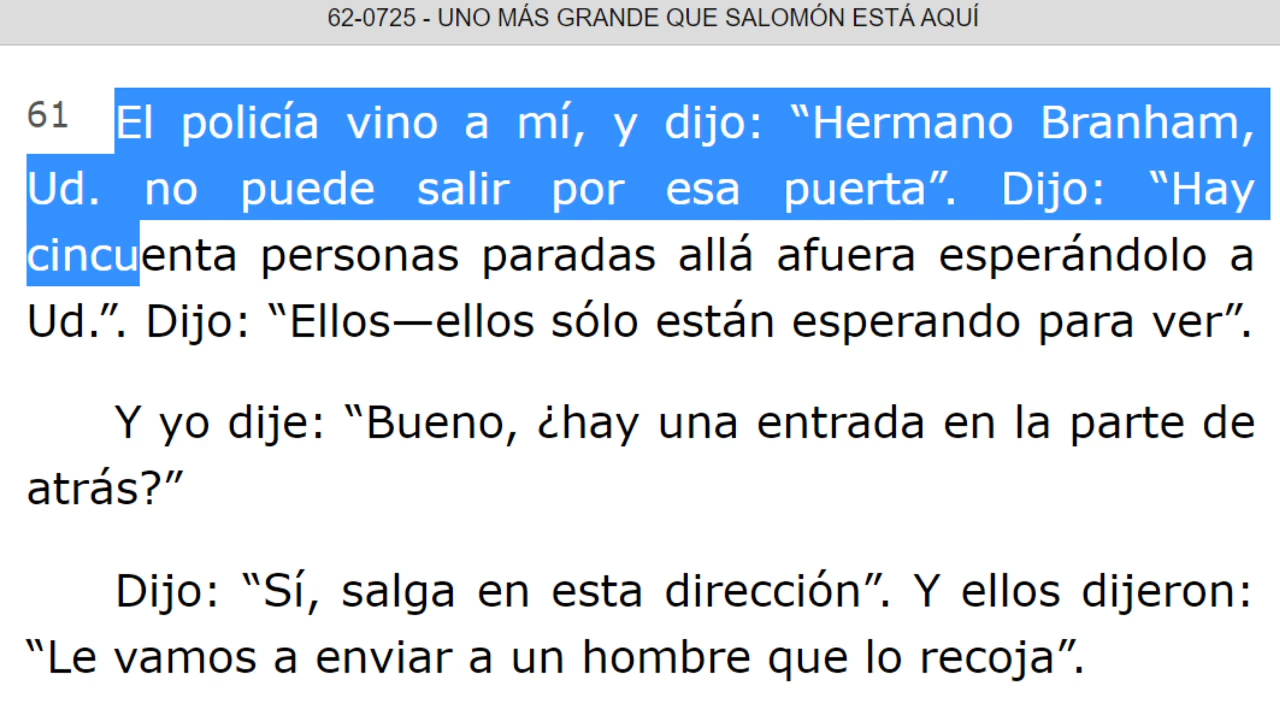 62-0725 - UNO MÁS GRANDE QUE SALOMÓN ESTÁ AQUÍ
61 El policía vino a mí, y dijo: “Hermano Branham,
Ud. no puede salir por esa puerta”. Dijo: “Hay
cincuenta personas paradas allá afuera esperándolo a
Ud.”. Dijo: “Ellos—ellos sólo están esperando para ver”.
Y yo dije: “Bueno, ¿hay una entrada en la parte de
atrás?”
Dijo: “Sí, salga en esta dirección”. Y ellos dijeron:
“Le vamos a enviar a un hombre que lo recoja”.